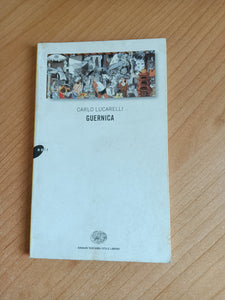 CARLO LUCARELLI
GUERNICA
EINAUDI TASCABILI STILE LIBERO